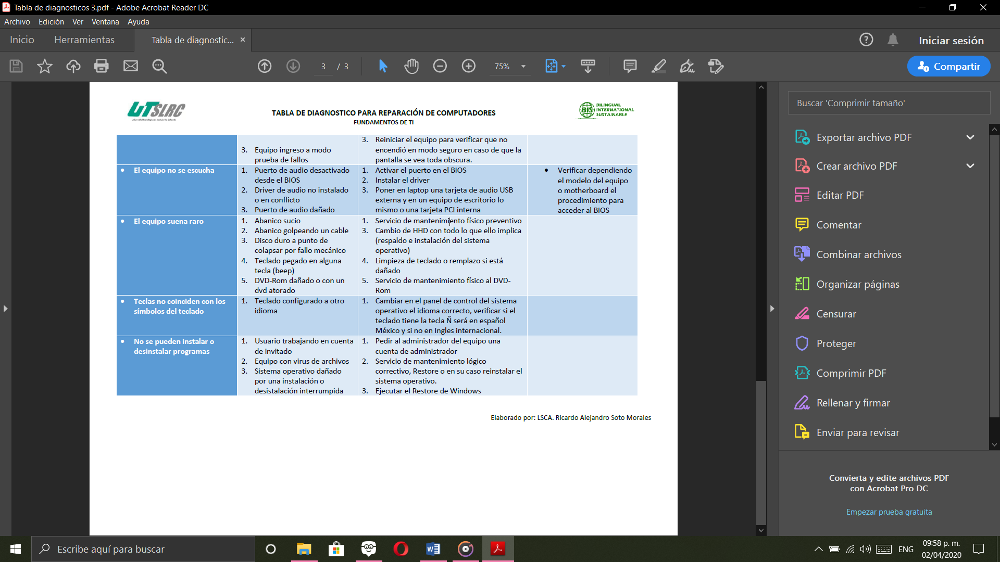 Tabla de diagnosticos 3.pdf - Adobe Acrobat Reader DC
Archivo Edición Ver Ventana Ayuda
Inicio Herramientas Tabla de diagnostic... × Iniciar sesión
3 / 3 75% Compartir
UTSLRC
BIS BILINGUAL
INTERNATIONAL
SUSTAINABLE
TABLA DE DIAGNOSTICO PARA REPARACIÓN DE COMPUTADORES
FUNDAMENTOS DE TI
3. Equipo ingreso a modo
prueba de fallos
3. Reiniciar el equipo para verificar que no
encendió en modo seguro en caso de que la
pantalla se vea toda obscura.
• El equipo no se escucha
1. Puerto de audio desactivado
desde el BIOS
2. Driver de audio no instalado
o en conflicto
3. Puerto de audio dañado
1. Activar el puerto en el BIOS
2. Instalar el driver
3. Poner en laptop una tarjeta de audio USB
externa y en un equipo de escritorio lo
mismo o una tarjeta PCI interna
• Verificar dependiendo
el modelo del equipo
o motherboard el
procedimiento para
acceder al BIOS
• El equipo suena raro
1. Abanico sucio
2. Abanico golpeando un cable
3. Disco duro a punto de
colapsar por fallo mecánico
4. Teclado pegado en alguna
tecla (beep)
5. DVD-Rom dañado o con un
dvd atorado
1. Servicio de mantenimiento físico preventivo
3. Cambio de HHD con todo lo que ello implica
(respaldo e instalación del sistema
operativo)
4. Limpieza de teclado o remplazo si está
dañado
5. Servicio de mantenimiento físico al DVD-
Rom
• Teclas no coinciden con los
símbolos del teclado
1. Teclado configurado a otro
idioma
1. Cambiar en el panel de control del sistema
operativo el idioma correcto, verificar si el
teclado tiene la tecla Ñ será en español
México y si no en Ingles internacional.
• No se pueden instalar o
desinstalar programas
1. Usuario trabajando en cuenta
de invitado
2. Equipo con virus de archivos
3. Sistema operativo dañado
por una instalación o
desistalación interrumpida
1. Pedir al administrador del equipo una
cuenta de administrador
2. Servicio de mantenimiento lógico
correctivo, Restore o en su caso reinstalar el
sistema operativo.
3. Ejecutar el Restore de Windows
Elaborado por: LSCA. Ricardo Alejandro Soto Morales
Buscar 'Comprimir tamaño'
Exportar archivo PDF
Crear archivo PDF
Editar PDF
Comentar
Combinar archivos
Organizar páginas
Censurar
Proteger
Comprimir PDF
Rellenar y firmar
Enviar para revisar
Convierta y edite archivos PDF
con Acrobat Pro DC
Empezar prueba gratuita
Escribe aquí para buscar
ENG
09:58 p. m.
02/04/2020